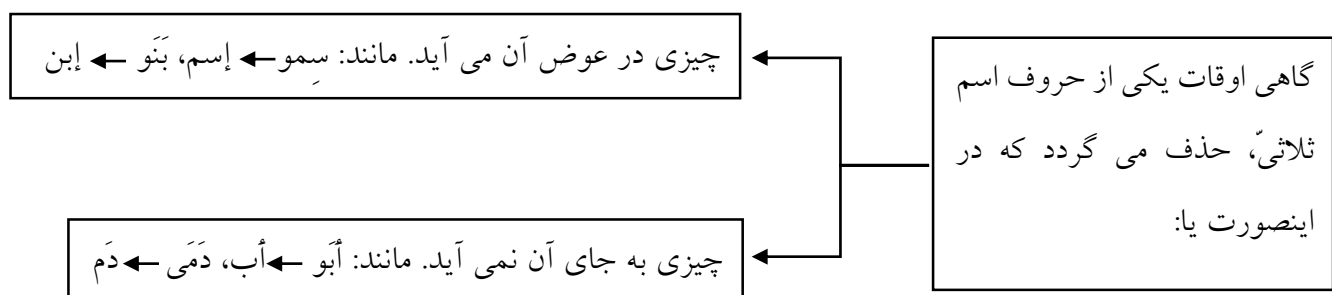 گاهی اوقات یکی از حروف اسم
ثلاثیّ، حذف می گردد که در
اینصورت یا:
چیزی در عوض آن می آید. مانند: سِمو ← إسم، بَنَو ← إبن
چیزی به جای آن نمی آید. مانند: أبَو ← أب، دَمَی ← دَم